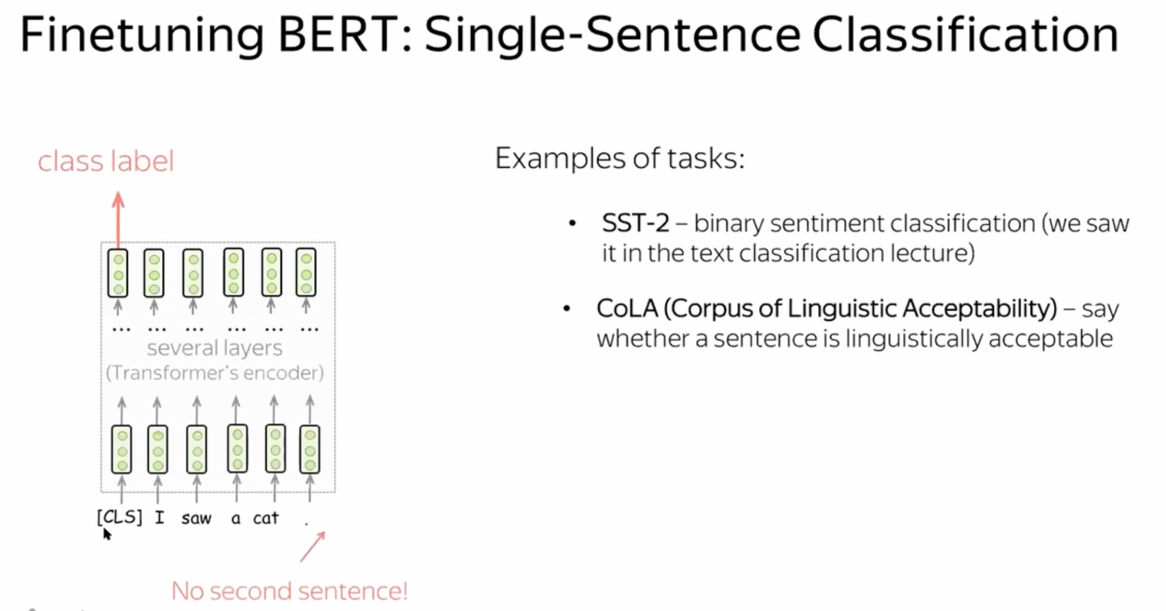 Finetuning BERT: Single-Sentence Classification
class label
... ... ... ... ... ...
several layers
(Transformer's encoder)
[CLS] I saw a cat .
No second sentence!
Examples of tasks:
• SST-2 – binary sentiment classification (we saw
it in the text classification lecture)
• CoLA (Corpus of Linguistic Acceptability) – say
whether a sentence is linguistically acceptable